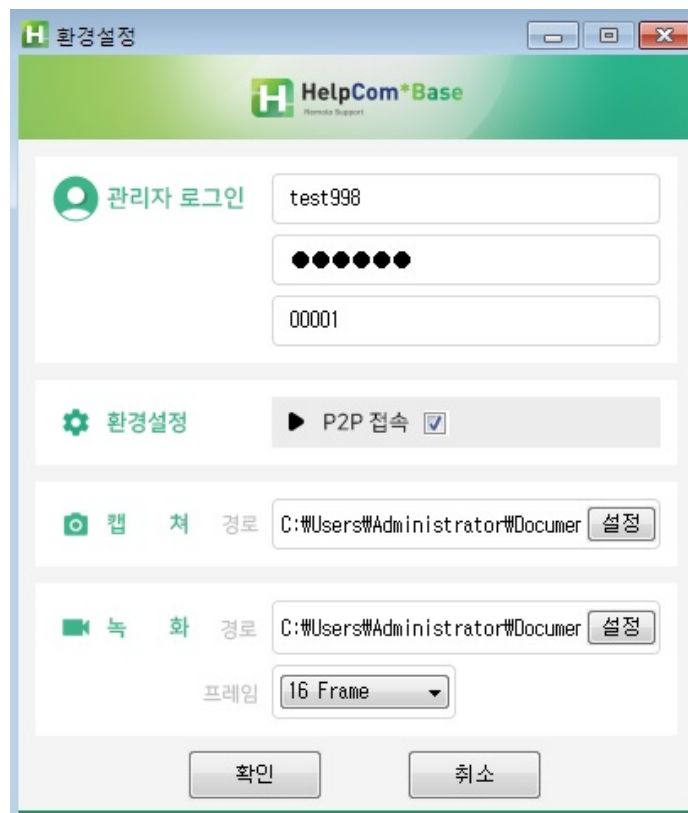 환경설정
HelpCom*Base
Remote Support
관리자 로그인 test998
●●●●●●
00001
환경설정 ▶ P2P 접속
캡 쳐 경로 C:₩Users₩Administrator₩Documer 설정
녹 화 경로 C:₩Users₩Administrator₩Documer 설정
프레임 16 Frame
확인 취소